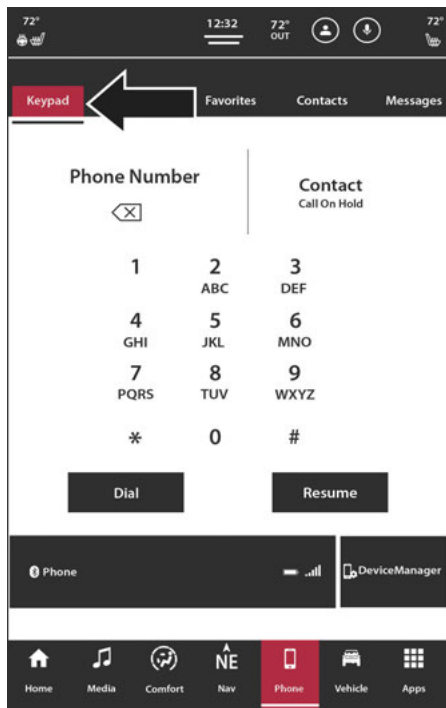 72° 12:32 72° OUT 72°
Keypad Favorites Contacts Messages
Phone Number
Contact
Call On Hold
1 2 3
ABC DEF
4 5 6
GHI JKL MNO
7 8 9
PQRS TUV WXYZ
* 0 #
Dial Resume
Phone DeviceManager
NE
Home Media Comfort Nav Phone Vehicle Apps